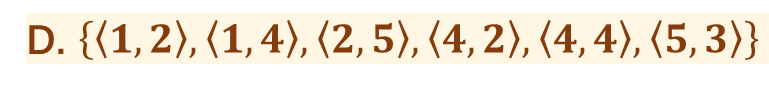 D. {⟨1, 2⟩, ⟨1, 4⟩, ⟨2, 5⟩, ⟨4, 2⟩, ⟨4, 4⟩, ⟨5, 3⟩}